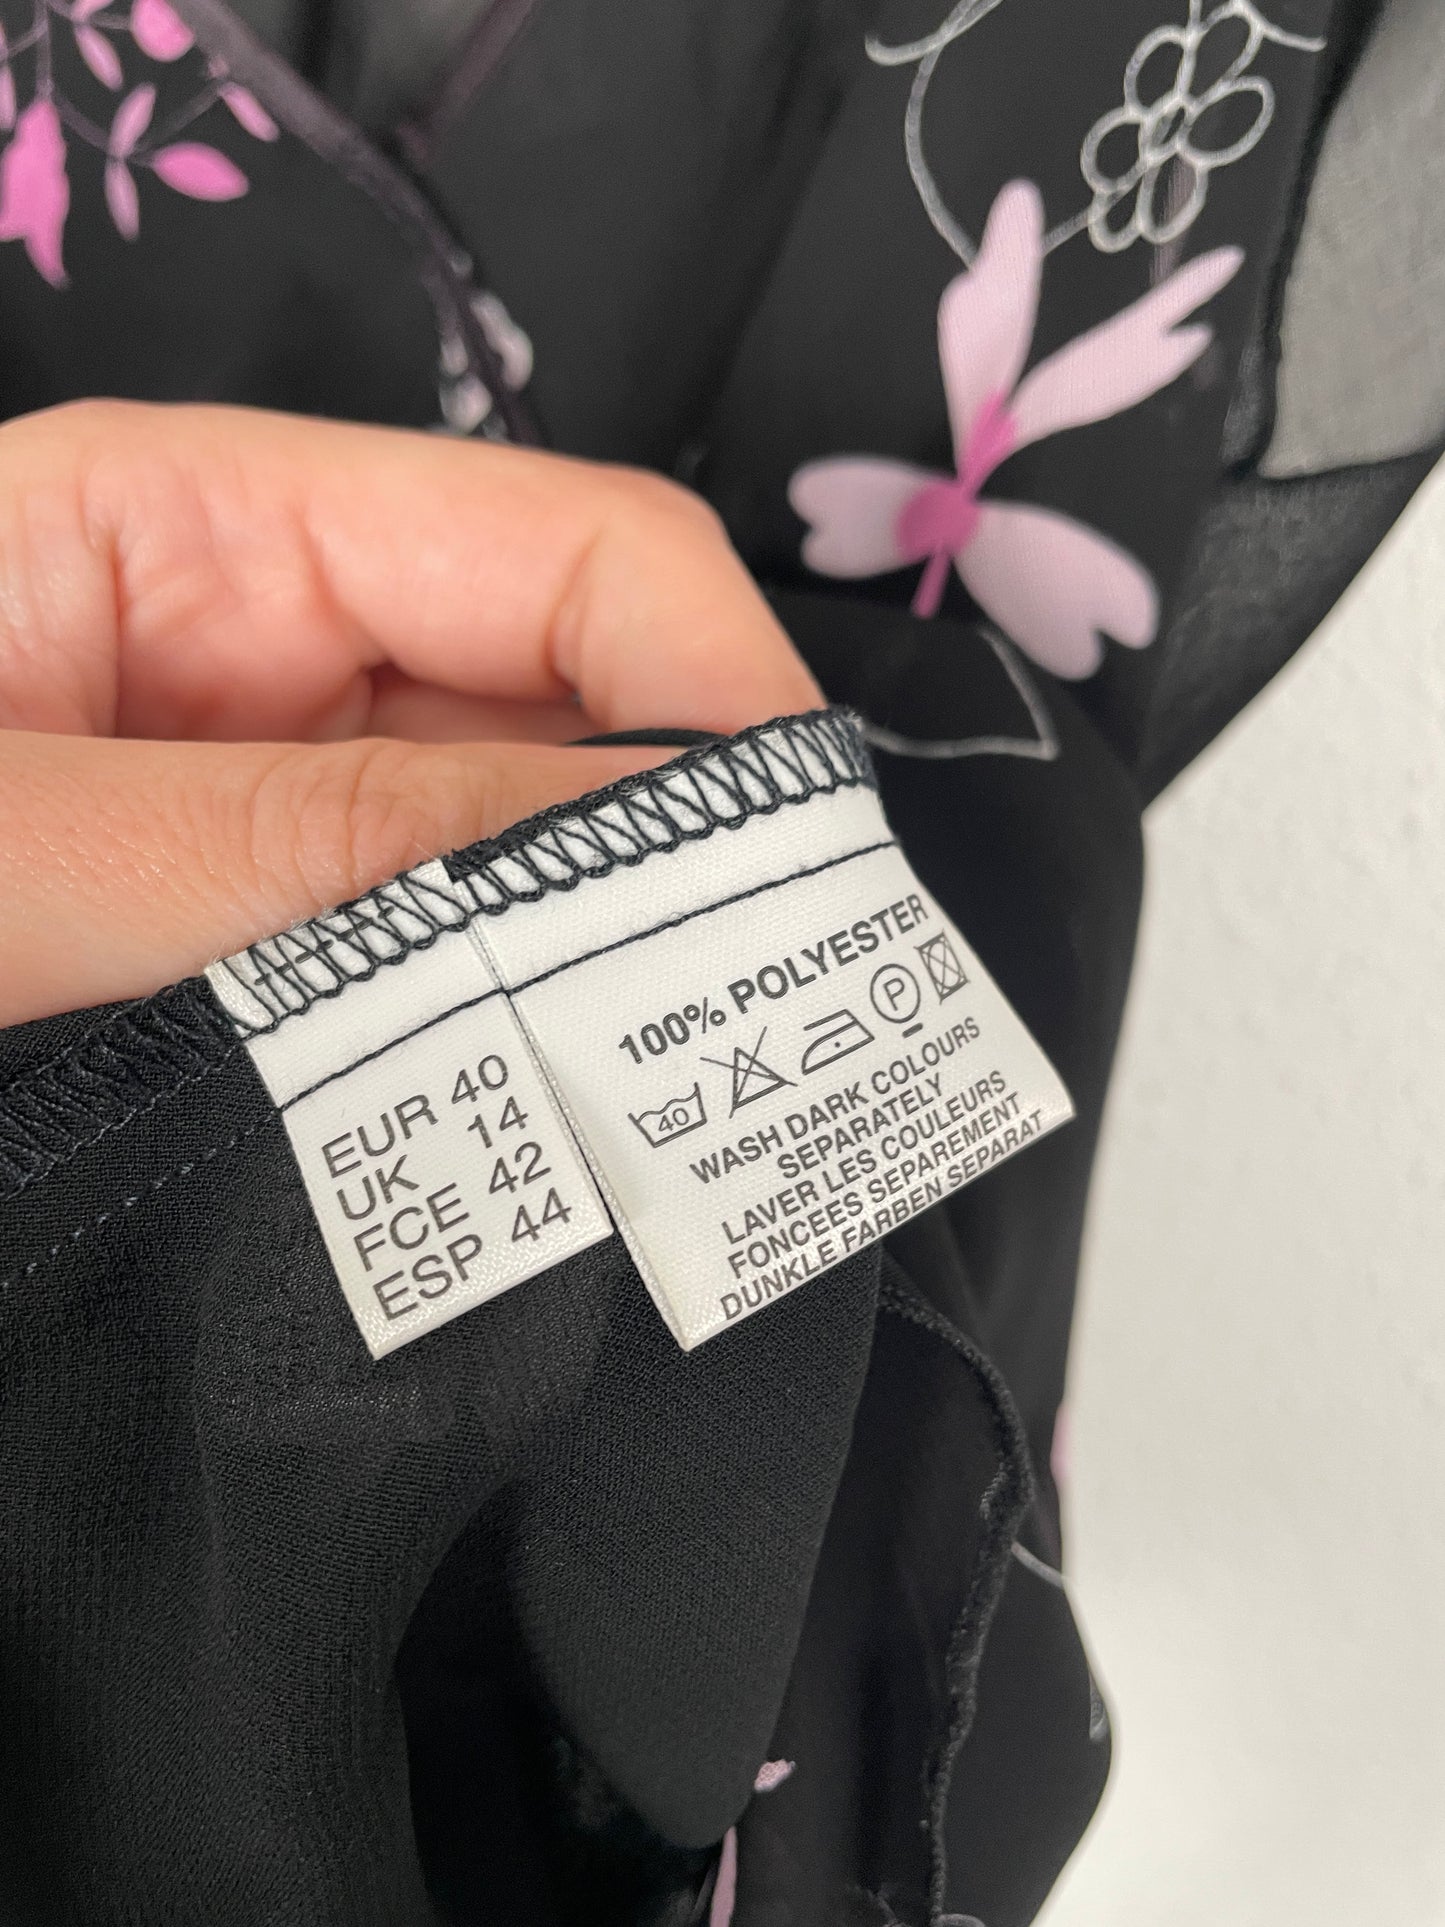 EUR 40
UK 14
FCE 42
ESP 44
100% POLYESTER
40 P
WASH DARK COLOURS
SEPARATELY
LAVER LES COULEURS
FONCEES SEPAREMENT
DUNKLE FARBEN SEPARAT